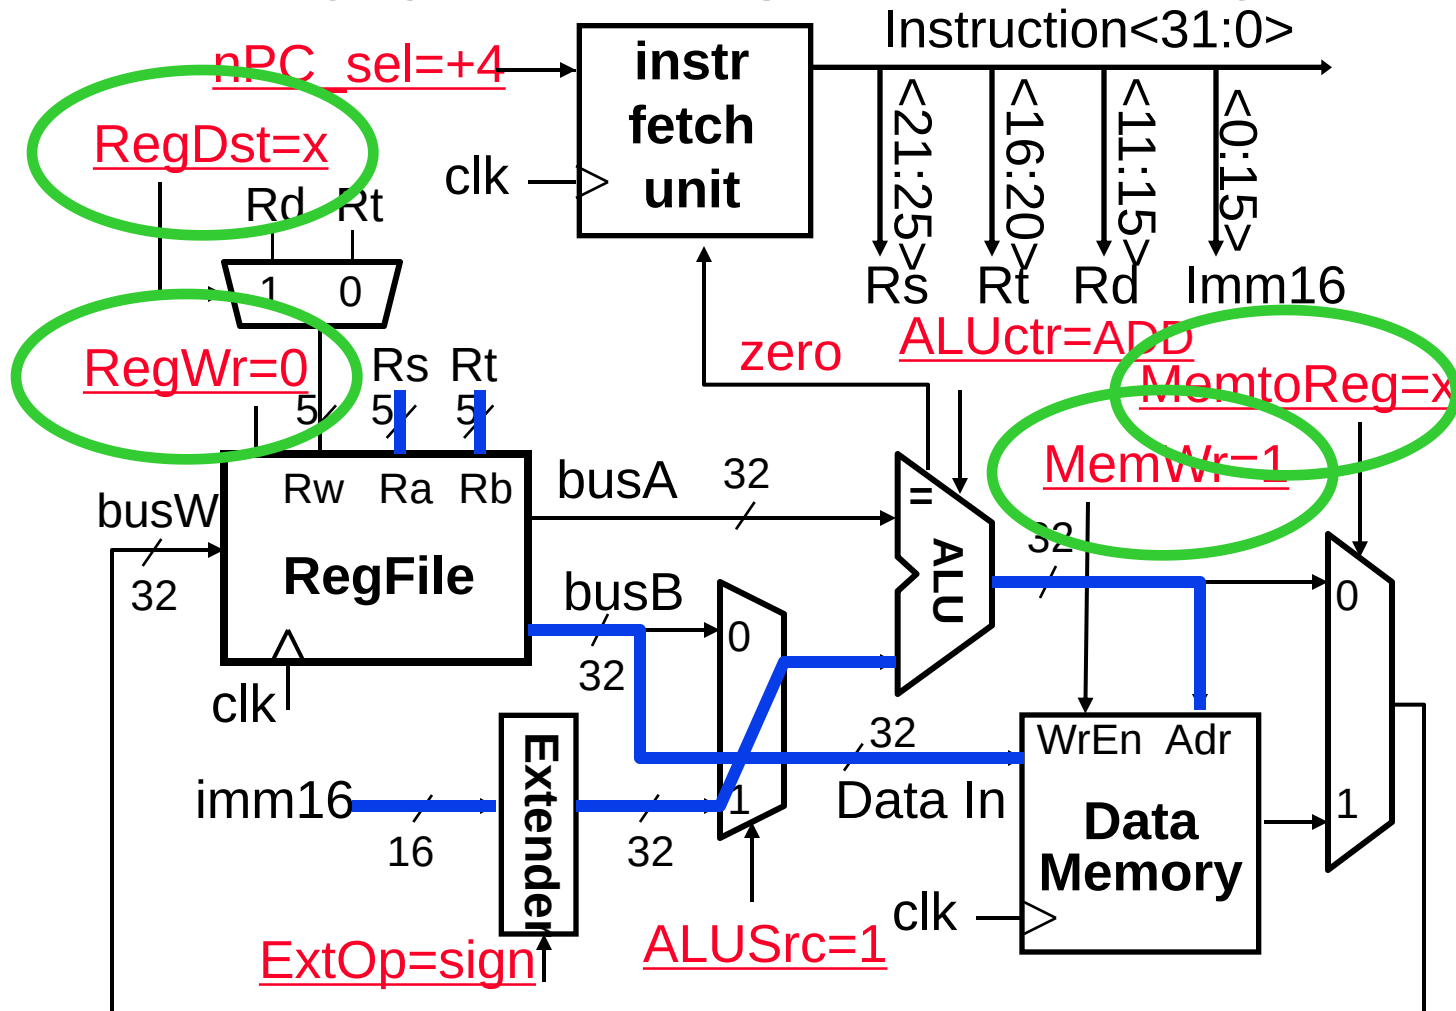 Instruction<31:0>
nPC_sel=+4
instr
fetch
unit
<21:25>
<16:20>
<11:15>
<0:15>
RegDst=x
clk
Rd
Rt
1
0
Rs
Rt
Rd
Imm16
ALUctr=ADD
zero
MemtoReg=x
RegWr=0
Rs
Rt
5
5
5
MemWr=1
busA
32
=
Rw
Ra
Rb
busW
32
RegFile
ALU
32
busB
32
0
0
clk
32
WrEn
Adr
Extender
imm16
16
32
1
Data In
1
Data
Memory
clk
ExtOp=sign
ALUSrc=1